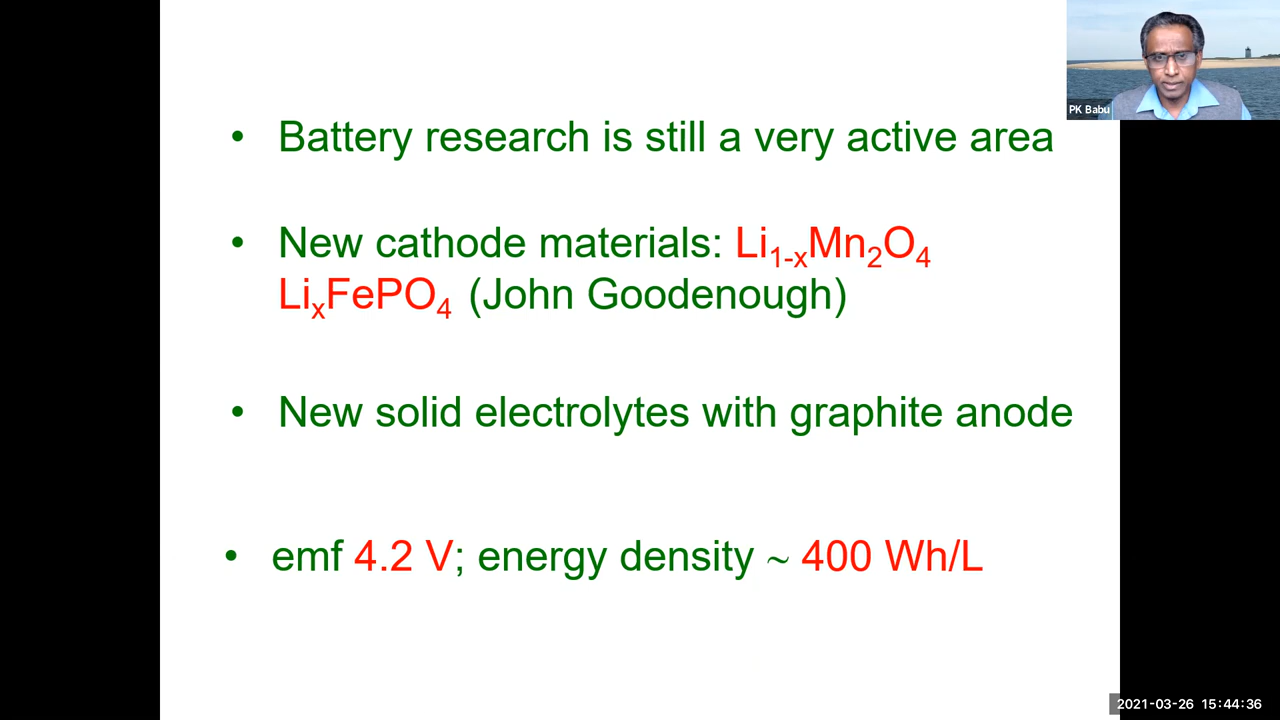 • Battery research is still a very active area
• New cathode materials: Li₁₋ₓMn₂O₄
LiₓFePO₄ (John Goodenough)
• New solid electrolytes with graphite anode
• emf 4.2 V; energy density ~ 400 Wh/L
PK Babu
2021-03-26 15:44:36